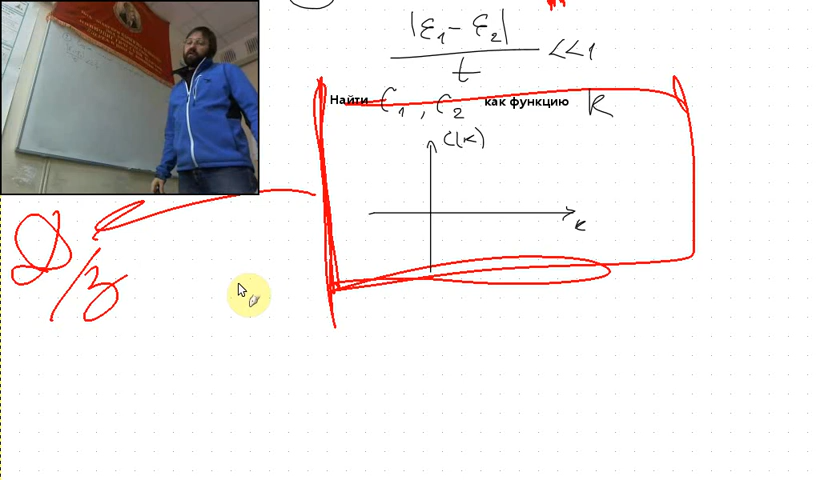 |ε₁ - ε₂|
t
<<1
Найти C₁, C₂ как функцию k
C(k)
k
Д/з